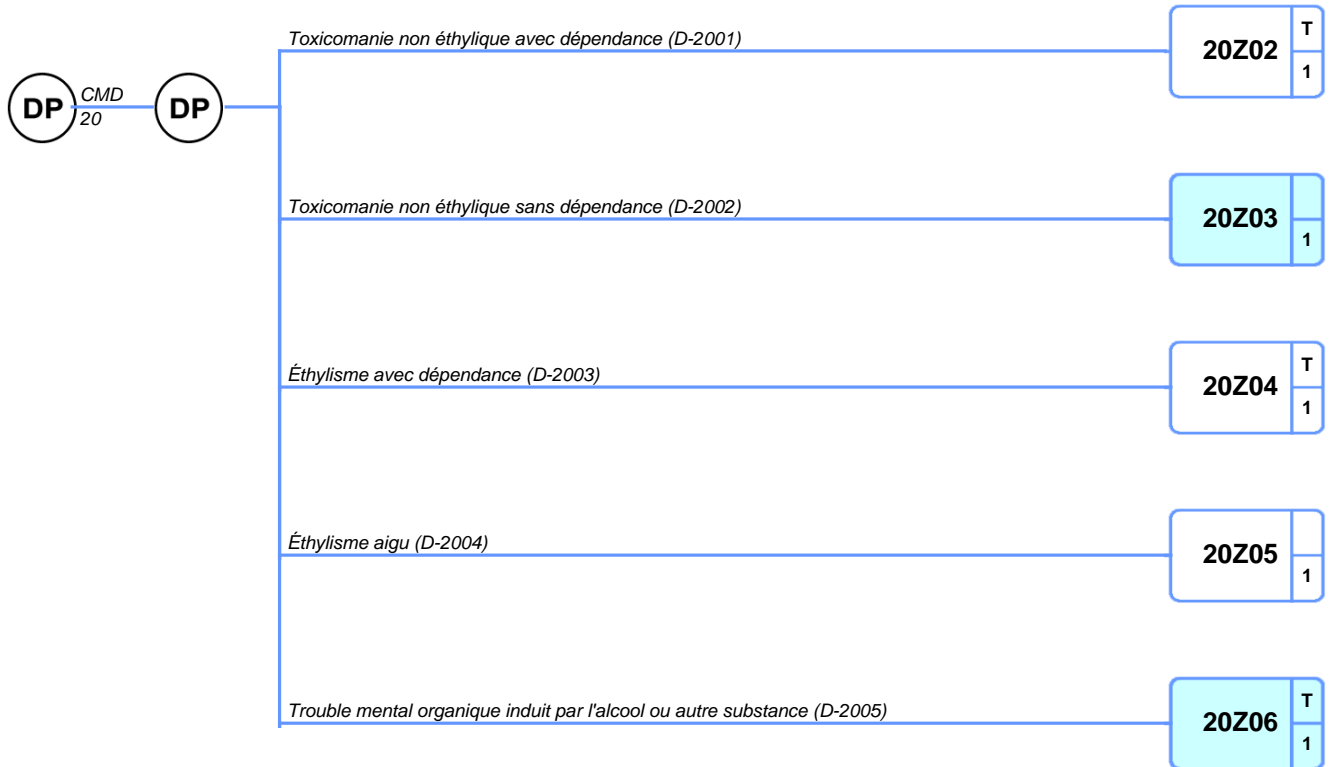 Toxicomanie non éthylique avec dépendance (D-2001)
20Z02
T
1
DP
CMD
20
DP
Toxicomanie non éthylique sans dépendance (D-2002)
20Z03
1
Éthylisme avec dépendance (D-2003)
20Z04
T
1
Éthylisme aigu (D-2004)
20Z05
1
Trouble mental organique induit par l'alcool ou autre substance (D-2005)
20Z06
T
1